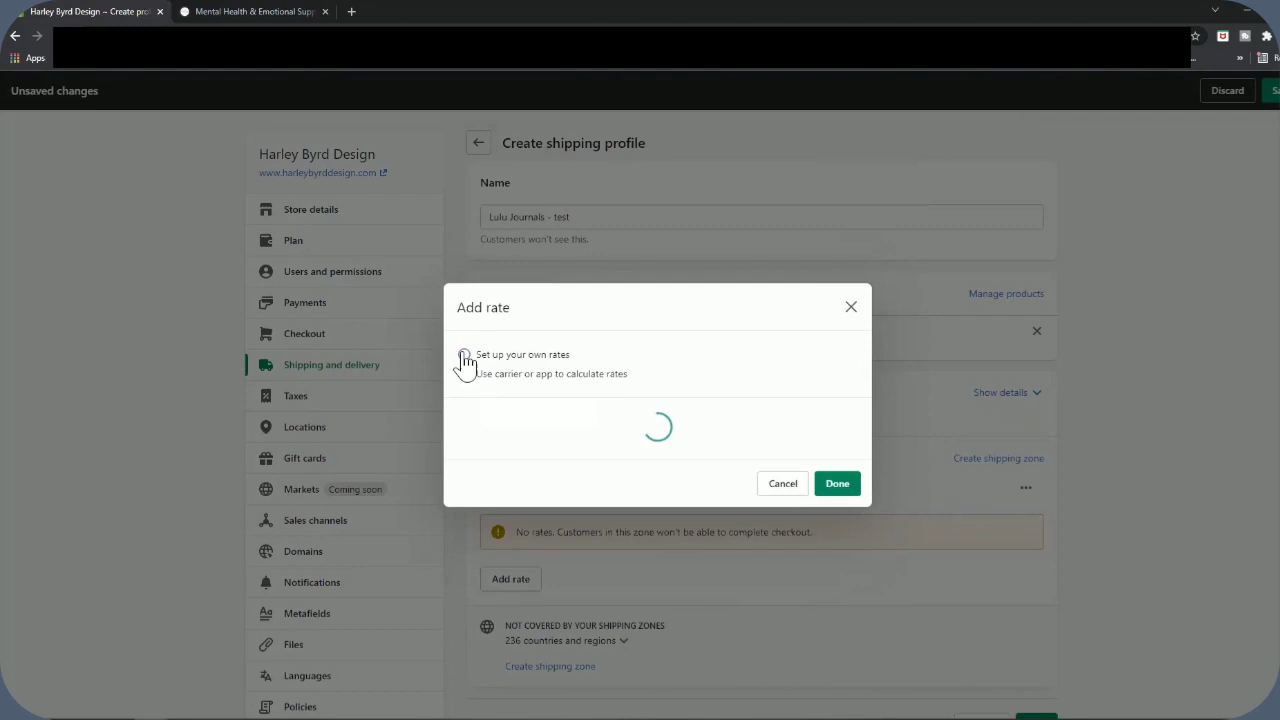 Harley Byrd Design ~ Create pro
Mental Health & Emotional Supp
Apps
Unsaved changes
Discard
Harley Byrd Design
www.harleybyrddesign.com
Store details
Plan
Users and permissions
Payments
Checkout
Shipping and delivery
Taxes
Locations
Gift cards
Markets Coming soon
Sales channels
Domains
Notifications
Metafields
Files
Languages
Policies
Create shipping profile
Name
Lulu Journals - test
Customers won't see this.
Manage products
Add rate
Set up your own rates
Use carrier or app to calculate rates
Cancel
Done
Show details
Create shipping zone
No rates. Customers in this zone won't be able to complete checkout.
Add rate
NOT COVERED BY YOUR SHIPPING ZONES
236 countries and regions
Create shipping zone